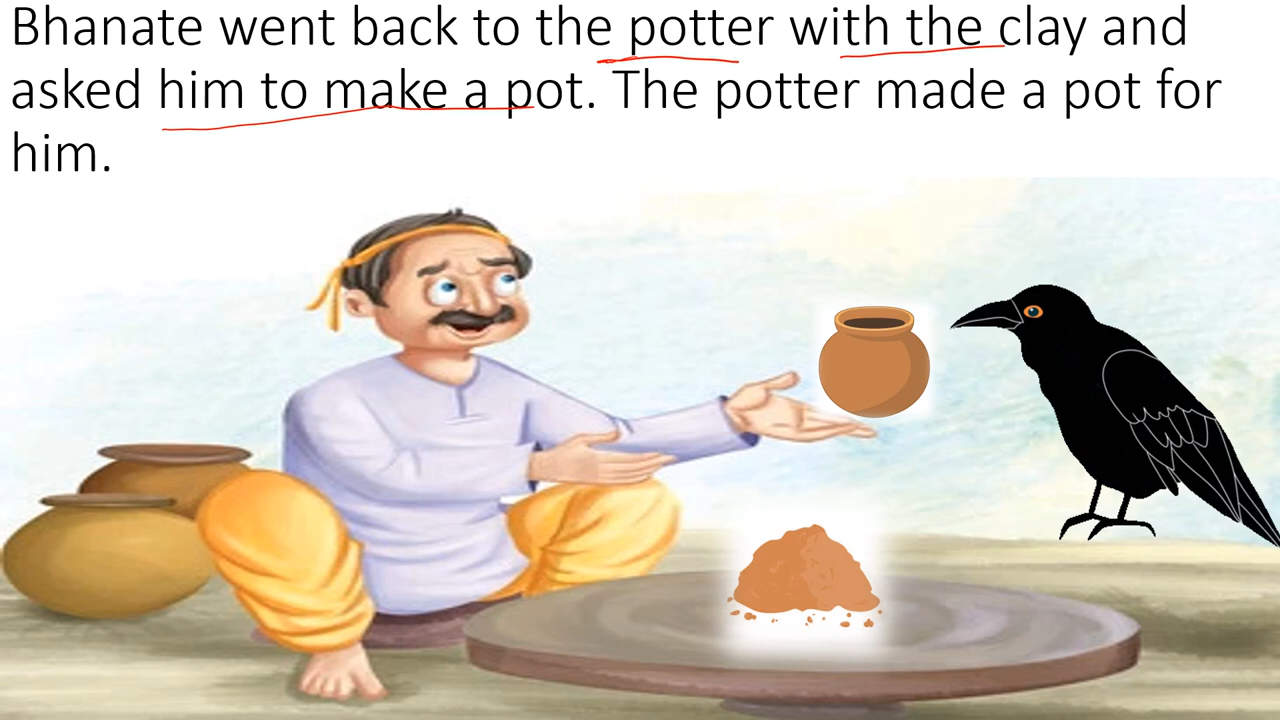 Bhanate went back to the potter with the clay and
asked him to make a pot. The potter made a pot for
him.